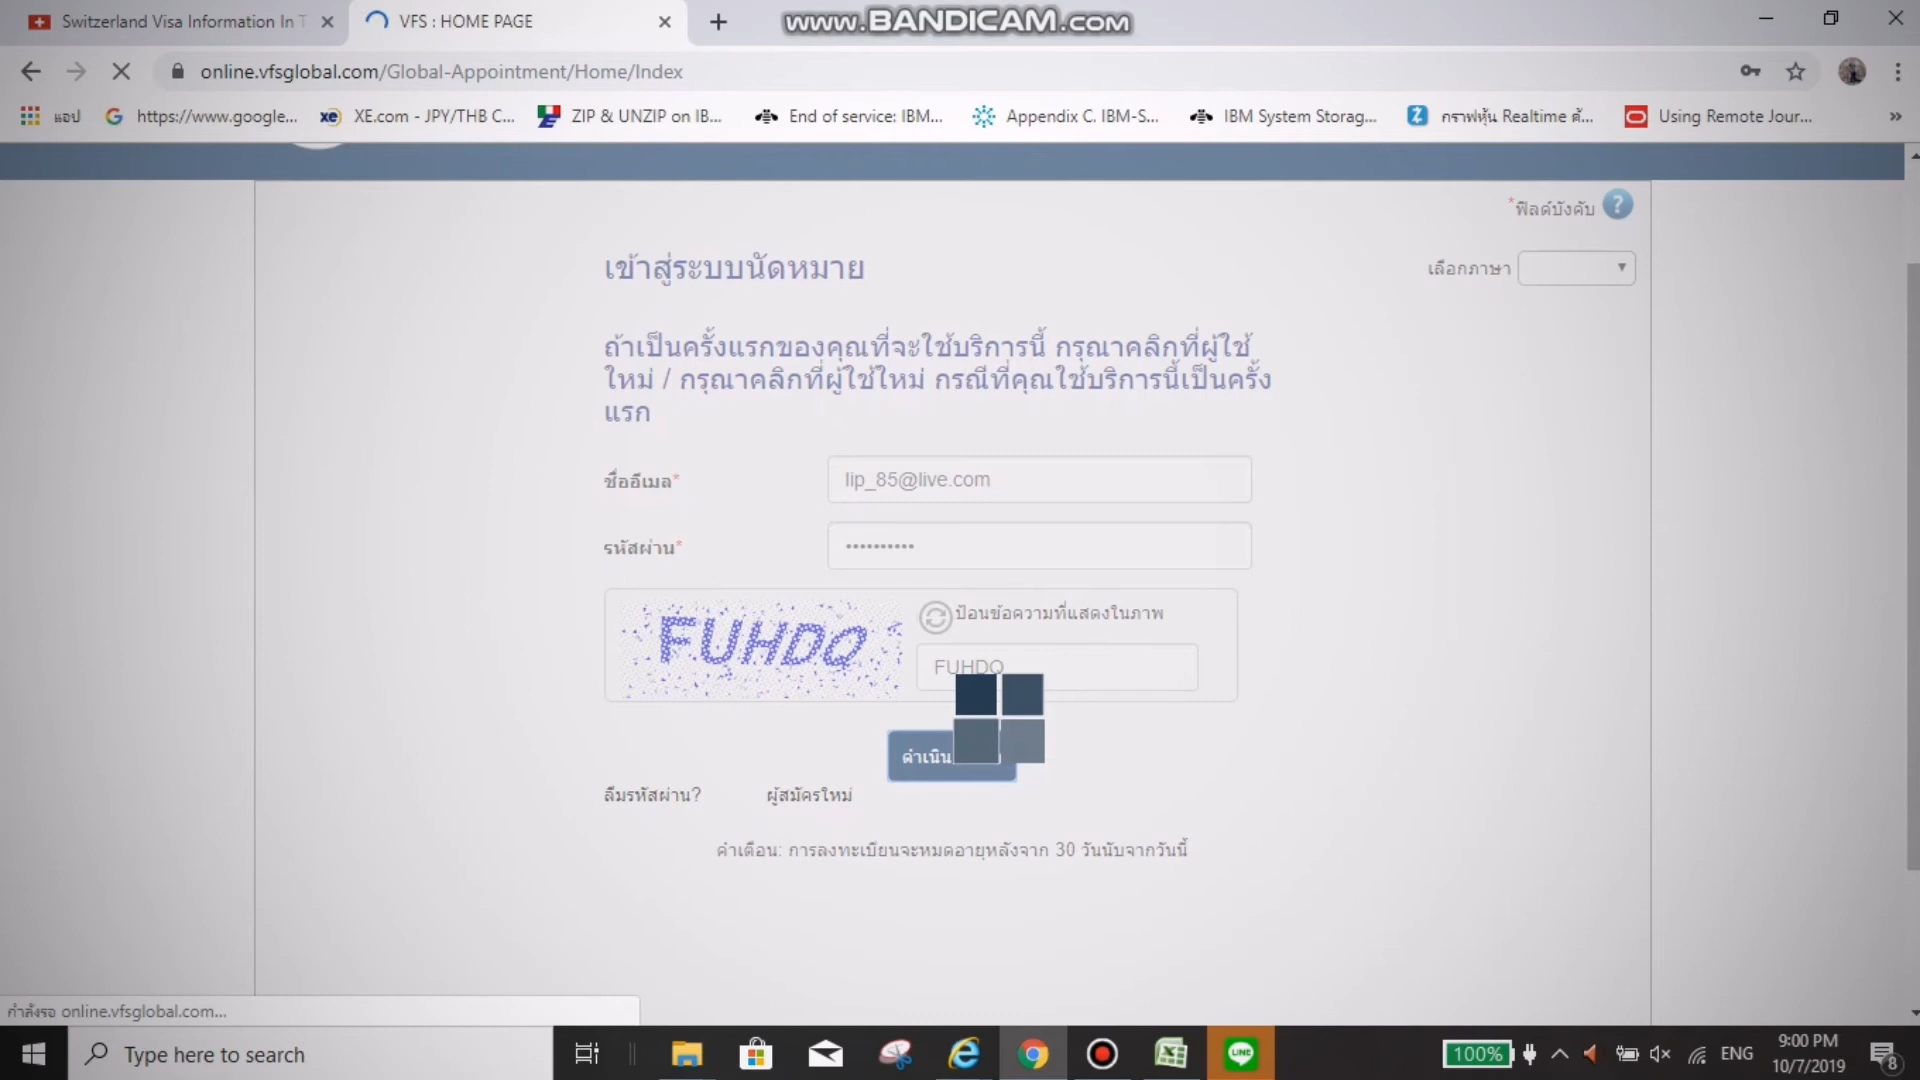 Switzerland Visa Information In T
VFS : HOME PAGE
www.BANDICAM.com
online.vfsglobal.com/Global-Appointment/Home/Index
แอป
https://www.google...
XE.com - JPY/THB C...
ZIP & UNZIP on IB...
End of service: IBM...
Appendix C. IBM-S...
IBM System Storag...
กราฟหุ้น Realtime ตั้...
Using Remote Jour...
*ฟิลด์บังคับ
เข้าสู่ระบบนัดหมาย
เลือกภาษา
ถ้าเป็นครั้งแรกของคุณที่จะใช้บริการนี้ กรุณาคลิกที่ผู้ใช้
ใหม่ / กรุณาคลิกที่ผู้ใช้ใหม่ กรณีที่คุณใช้บริการนี้เป็นครั้ง
แรก
ชื่ออีเมล*
lip_85@live.com
รหัสผ่าน*
FUHDQ
ป้อนข้อความที่แสดงในภาพ
FUHDQ
ดำเนิน
ลืมรหัสผ่าน?
ผู้สมัครใหม่
คำเตือน: การลงทะเบียนจะหมดอายุหลังจาก 30 วันนับจากวันนี้
กำลังรอ online.vfsglobal.com...
Type here to search
LINE
100%
ENG
9:00 PM
10/7/2019
8